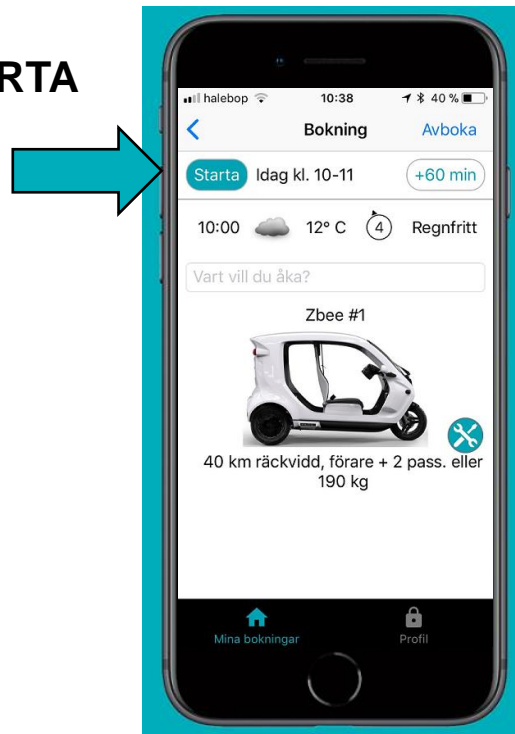 RTA
halebop 10:38 40 %
Bokning Avboka
Starta Idag kl. 10-11 +60 min
10:00 12° C 4 Regnfritt
Vart vill du åka?
Zbee #1
40 km räckvidd, förare + 2 pass. eller
190 kg
Mina bokningar Profil